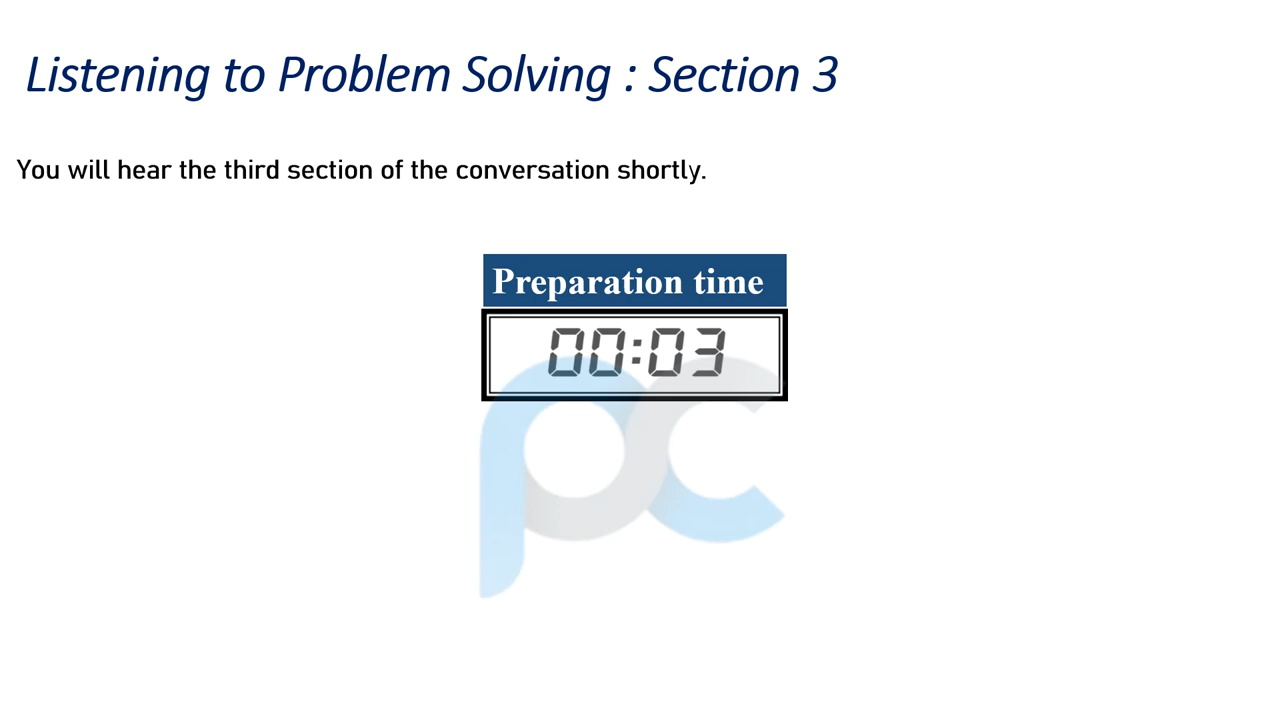 Listening to Problem Solving : Section 3
You will hear the third section of the conversation shortly.
Preparation time
00:03
pc